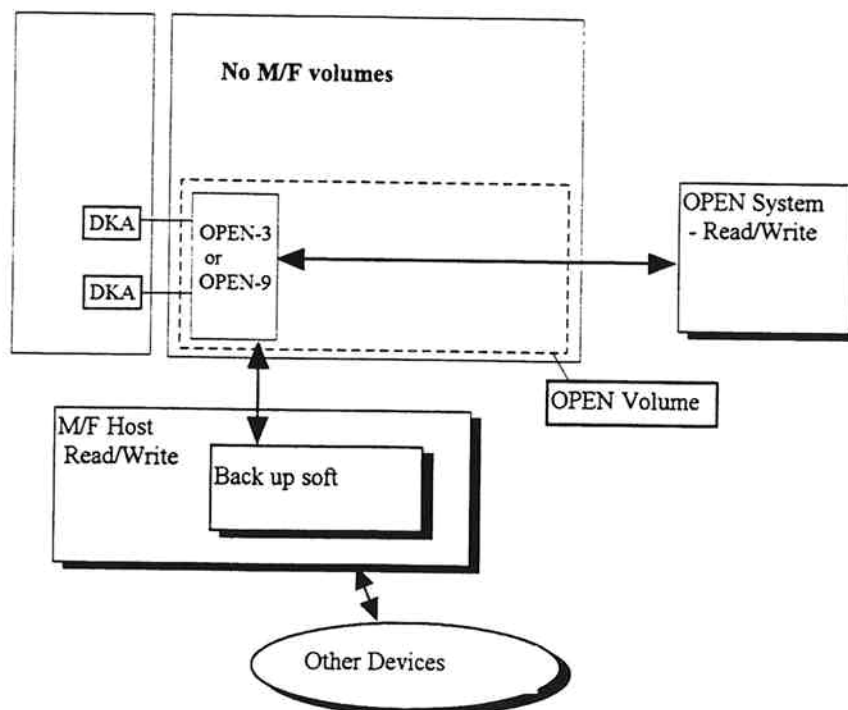 No M/F volumes
DKA
DKA
OPEN-3
or
OPEN-9
OPEN System
- Read/Write
OPEN Volume
M/F Host
Read/Write
Back up soft
Other Devices